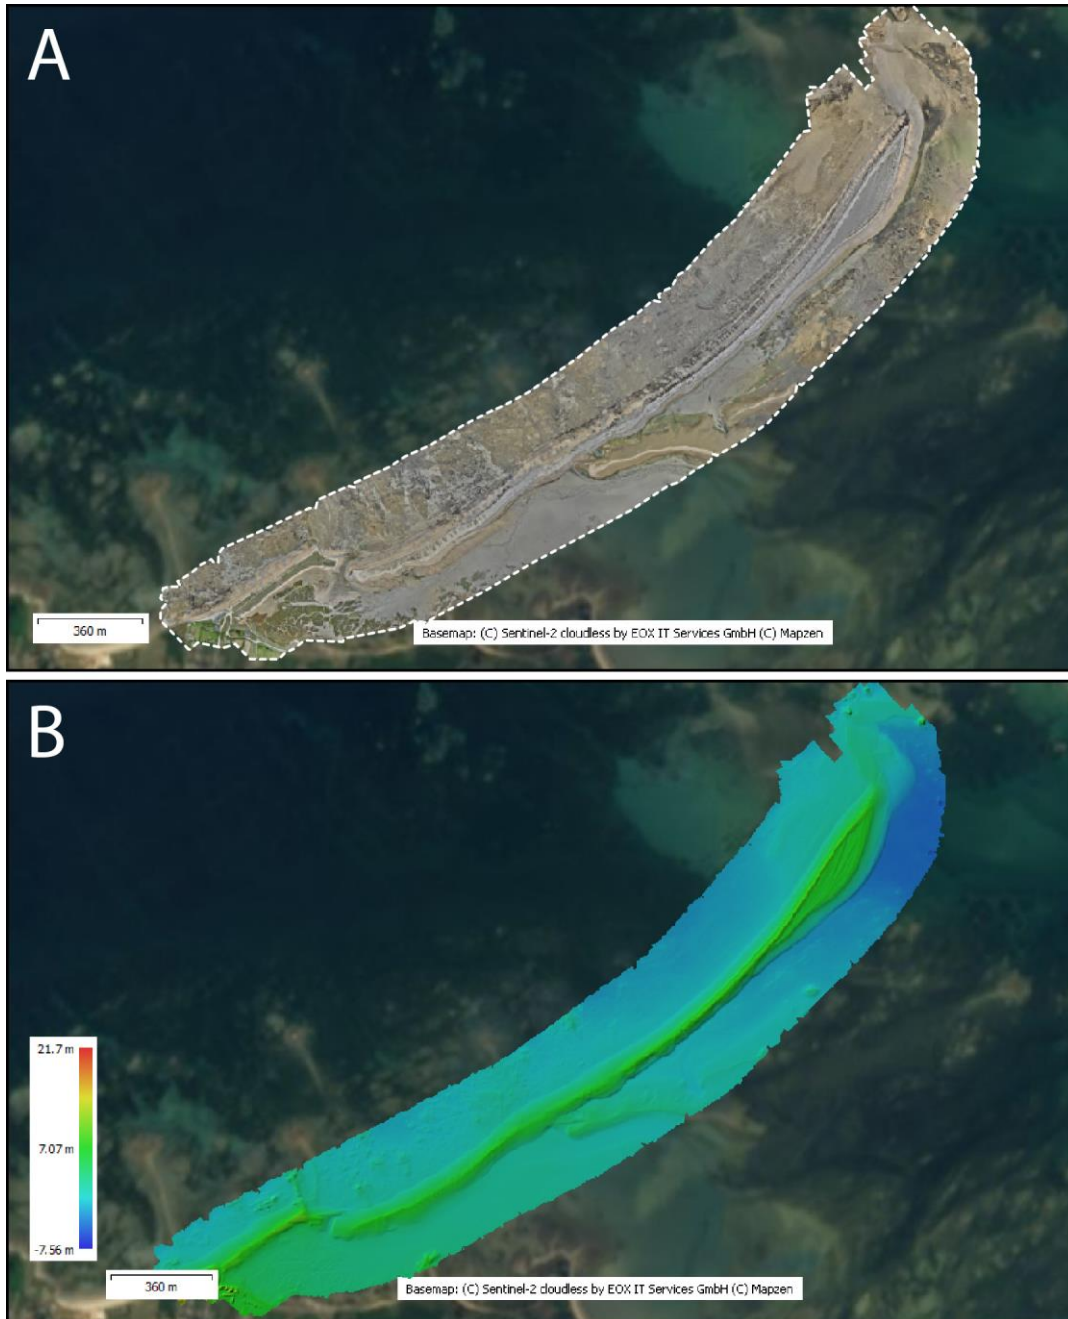 A
360 m
Basemap: (C) Sentinel-2 cloudless by EOX IT Services GmbH (C) Mapzen
B
21.7 m
7.07 m
-7.56 m
360 m
Basemap: (C) Sentinel-2 cloudless by EOX IT Services GmbH (C) Mapzen